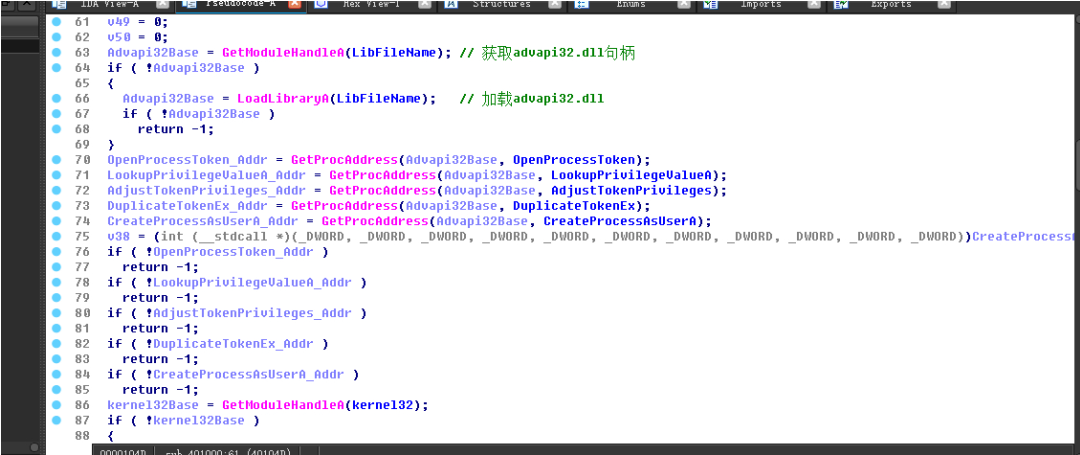 IDA View-A Pseudocode-A Hex View-1 Structures Enums Imports Exports
61 v49 = 0;
62 v50 = 0;
63 Advapi32Base = GetModuleHandleA(LibFileName); // 获取advapi32.dll句柄
64 if ( !Advapi32Base )
65 {
66 Advapi32Base = LoadLibraryA(LibFileName); // 加载advapi32.dll
67 if ( !Advapi32Base )
68 return -1;
69 }
70 OpenProcessToken_Addr = GetProcAddress(Advapi32Base, OpenProcessToken);
71 LookupPrivilegeValueA_Addr = GetProcAddress(Advapi32Base, LookupPrivilegeValueA);
72 AdjustTokenPrivileges_Addr = GetProcAddress(Advapi32Base, AdjustTokenPrivileges);
73 DuplicateTokenEx_Addr = GetProcAddress(Advapi32Base, DuplicateTokenEx);
74 CreateProcessAsUserA_Addr = GetProcAddress(Advapi32Base, CreateProcessAsUserA);
75 v38 = (int (__stdcall *)(_DWORD, _DWORD, _DWORD, _DWORD, _DWORD, _DWORD, _DWORD, _DWORD, _DWORD, _DWORD, _DWORD))CreateProcess
76 if ( !OpenProcessToken_Addr )
77 return -1;
78 if ( !LookupPrivilegeValueA_Addr )
79 return -1;
80 if ( !AdjustTokenPrivileges_Addr )
81 return -1;
82 if ( !DuplicateTokenEx_Addr )
83 return -1;
84 if ( !CreateProcessAsUserA_Addr )
85 return -1;
86 kernel32Base = GetModuleHandleA(kernel32);
87 if ( !kernel32Base )
88 {
0000104D sub_401000:61 (40104D)